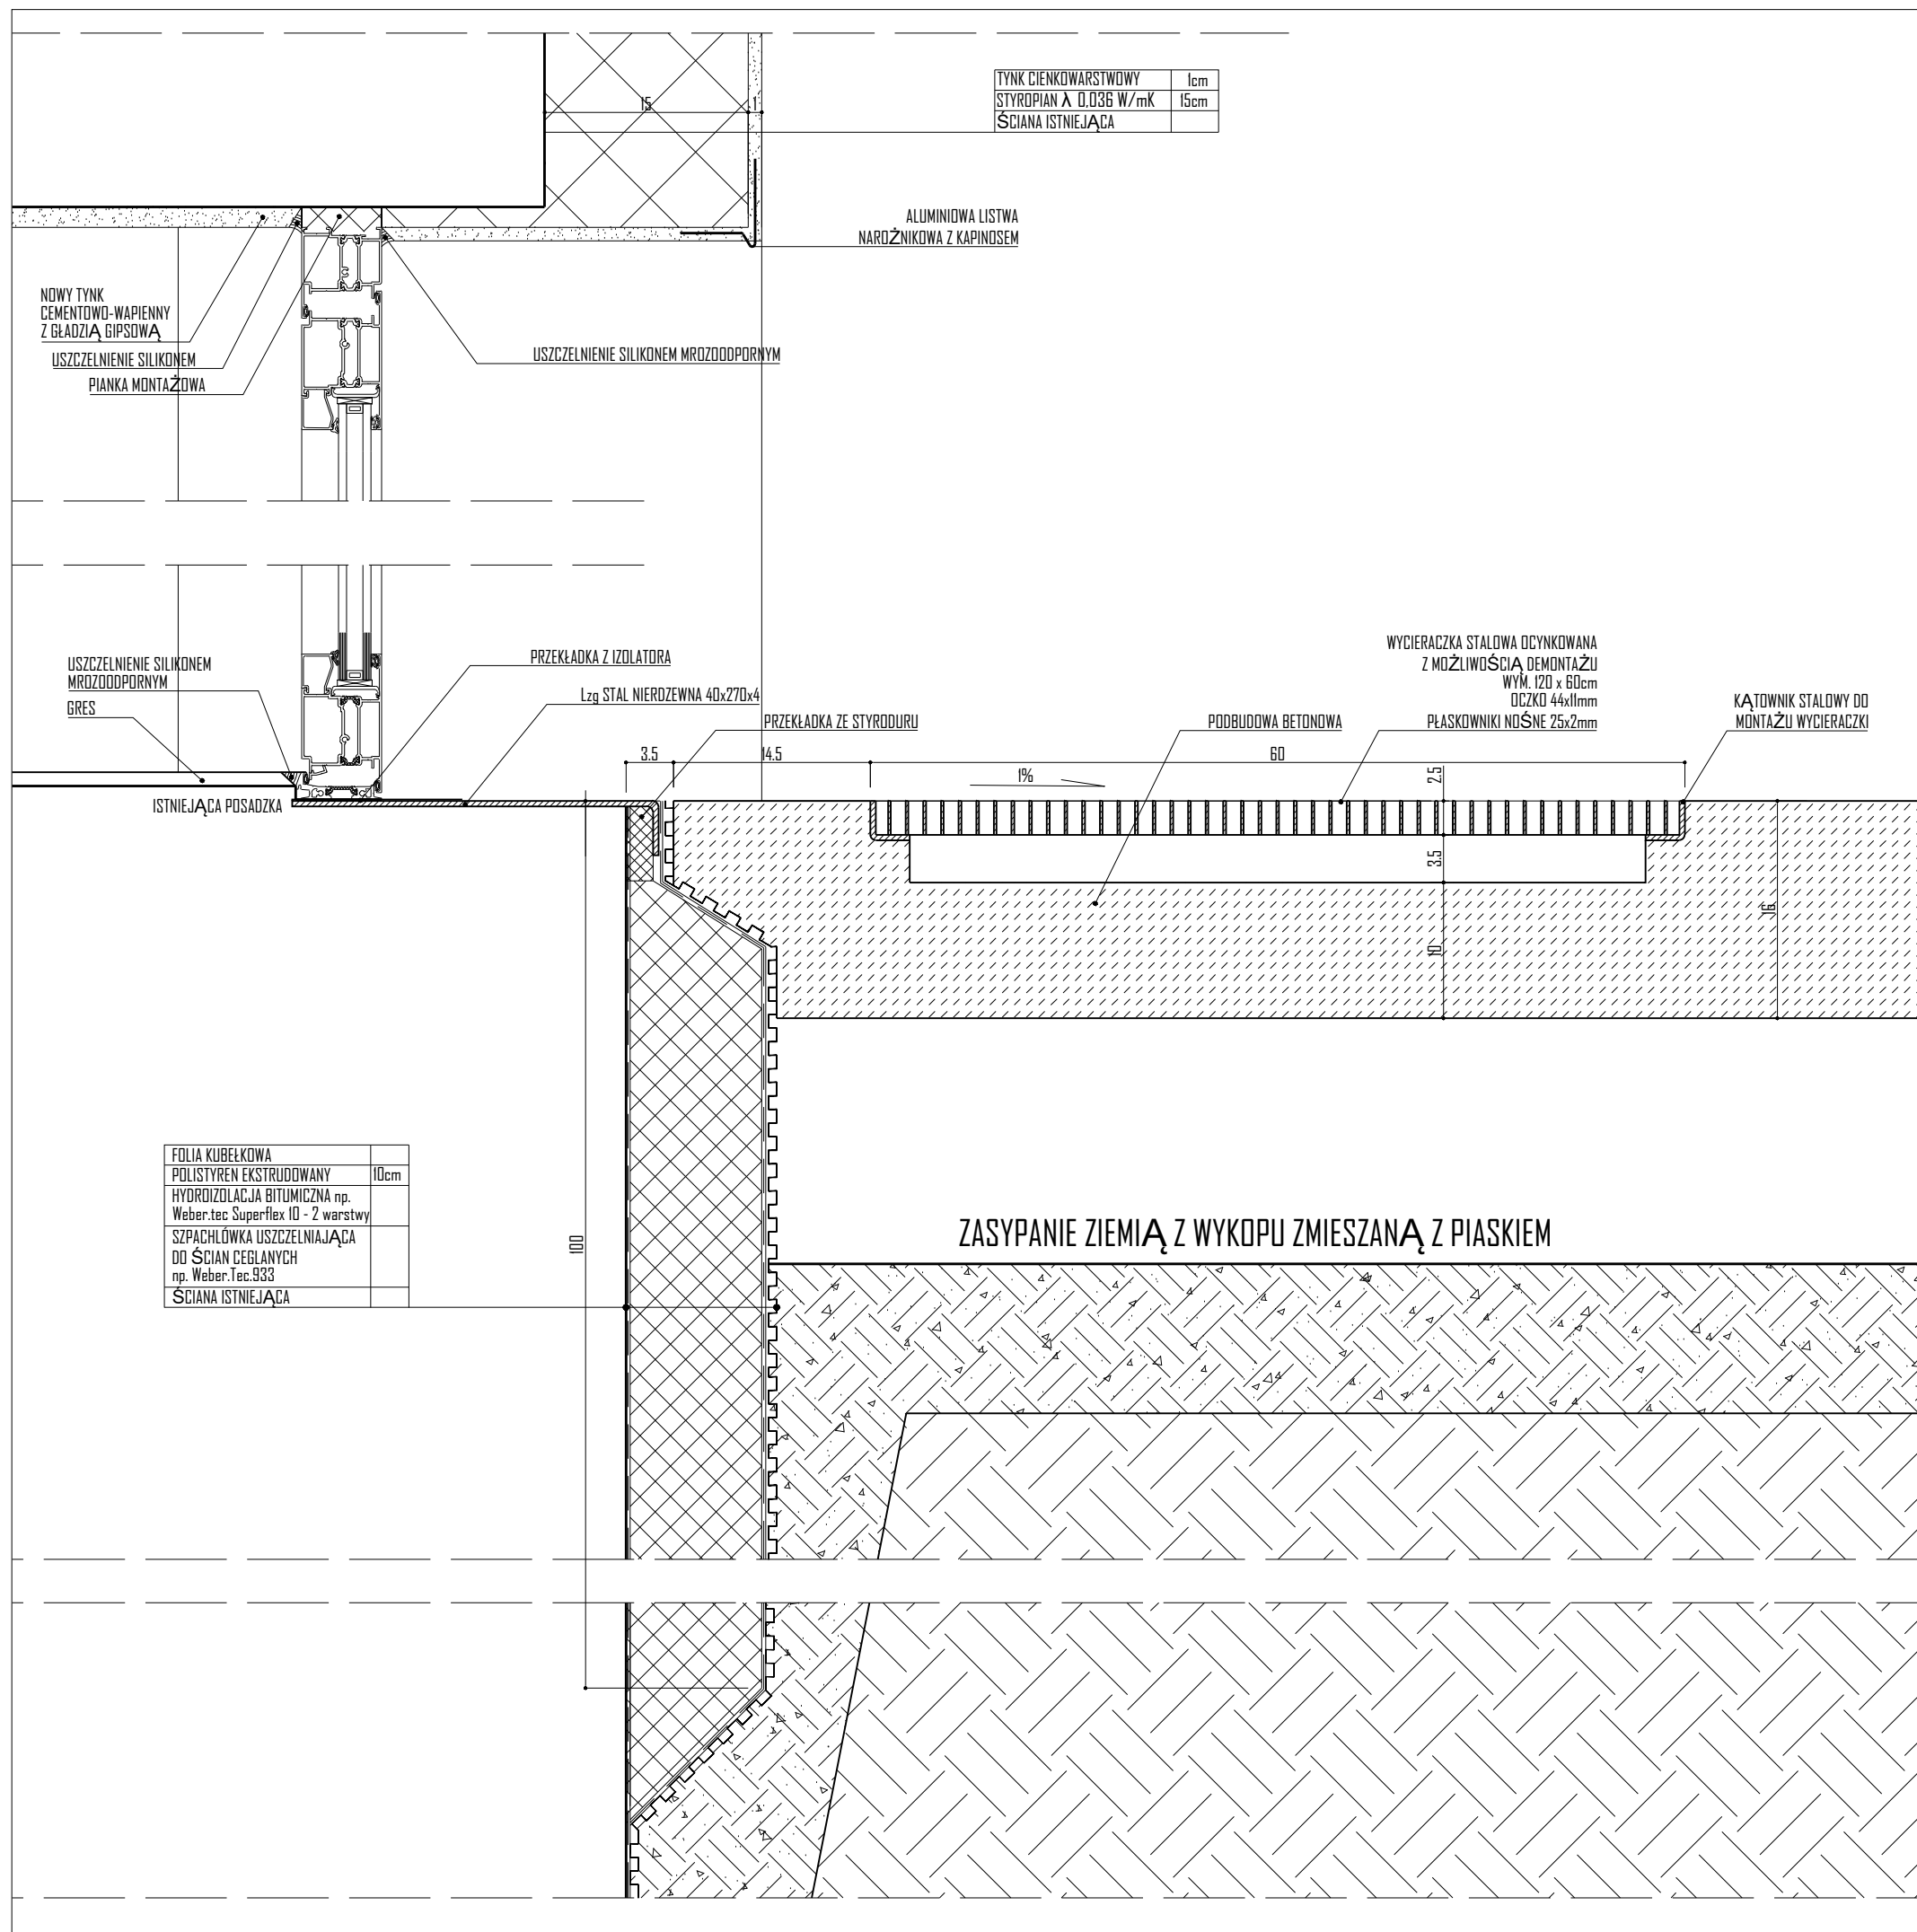 TYNK CIENKOWARSTWOWY 1cm
STYROPIAN λ 0,036 W/mK 15cm
ŚCIANA ISTNIEJĄCA
15
1
ALUMINIOWA LISTWA
NAROŻNIKOWA Z KAPINOSEM
NOWY TYNK
CEMENTOWO-WAPIENNY
Z GŁADZIĄ GIPSOWĄ
USZCZELNIENIE SILIKONEM
PIANKA MONTAŻOWA
USZCZELNIENIE SILIKONEM MROZOODPORNYM
USZCZELNIENIE SILIKONEM
MROZOODPORNYM
GRES
ISTNIEJĄCA POSADZKA
PRZEKŁADKA Z IZOLATORA
Lzg STAL NIERDZEWNA 40x270x4
PRZEKŁADKA ZE STYRODURU
PODBUDOWA BETONOWA
WYCIERACZKA STALOWA OCYNKOWANA
Z MOŻLIWOŚCIĄ DEMONTAŻU
WYM. 120 x 60cm
OCZKO 44x11mm
PŁASKOWNIKI NOŚNE 25x2mm
KĄTOWNIK STALOWY DO
MONTAŻU WYCIERACZKI
3.5
14.5
60
1%
2.5
3.5
10
16
100
FOLIA KUBEŁKOWA
POLISTYREN EKSTRUDOWANY 10cm
HYDROIZOLACJA BITUMICZNA np.
Weber.tec Superflex 10 - 2 warstwy
SZPACHLÓWKA USZCZELNIAJĄCA
DO ŚCIAN CEGLANYCH
np. Weber.Tec.933
ŚCIANA ISTNIEJĄCA
ZASYPANIE ZIEMIĄ Z WYKOPU ZMIESZANĄ Z PIASKIEM